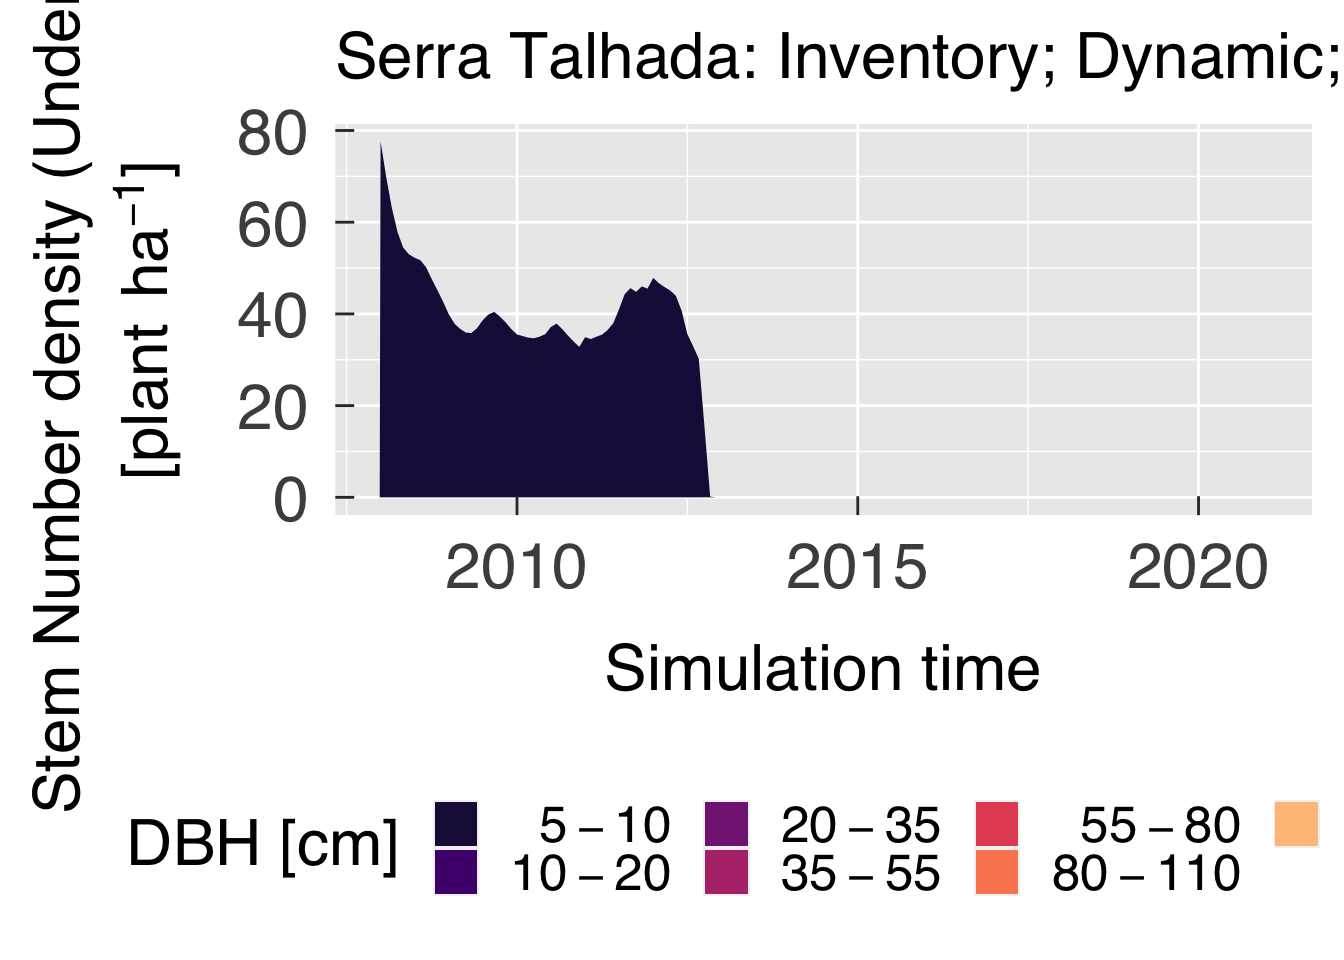 Serra Talhada: Inventory; Dynamic;
Stem Number density (Under
[plant ha⁻¹]
80
60
40
20
0
2010 2015 2020
Simulation time
DBH [cm]
5 – 10 20 – 35 55 – 80
10 – 20 35 – 55 80 – 110